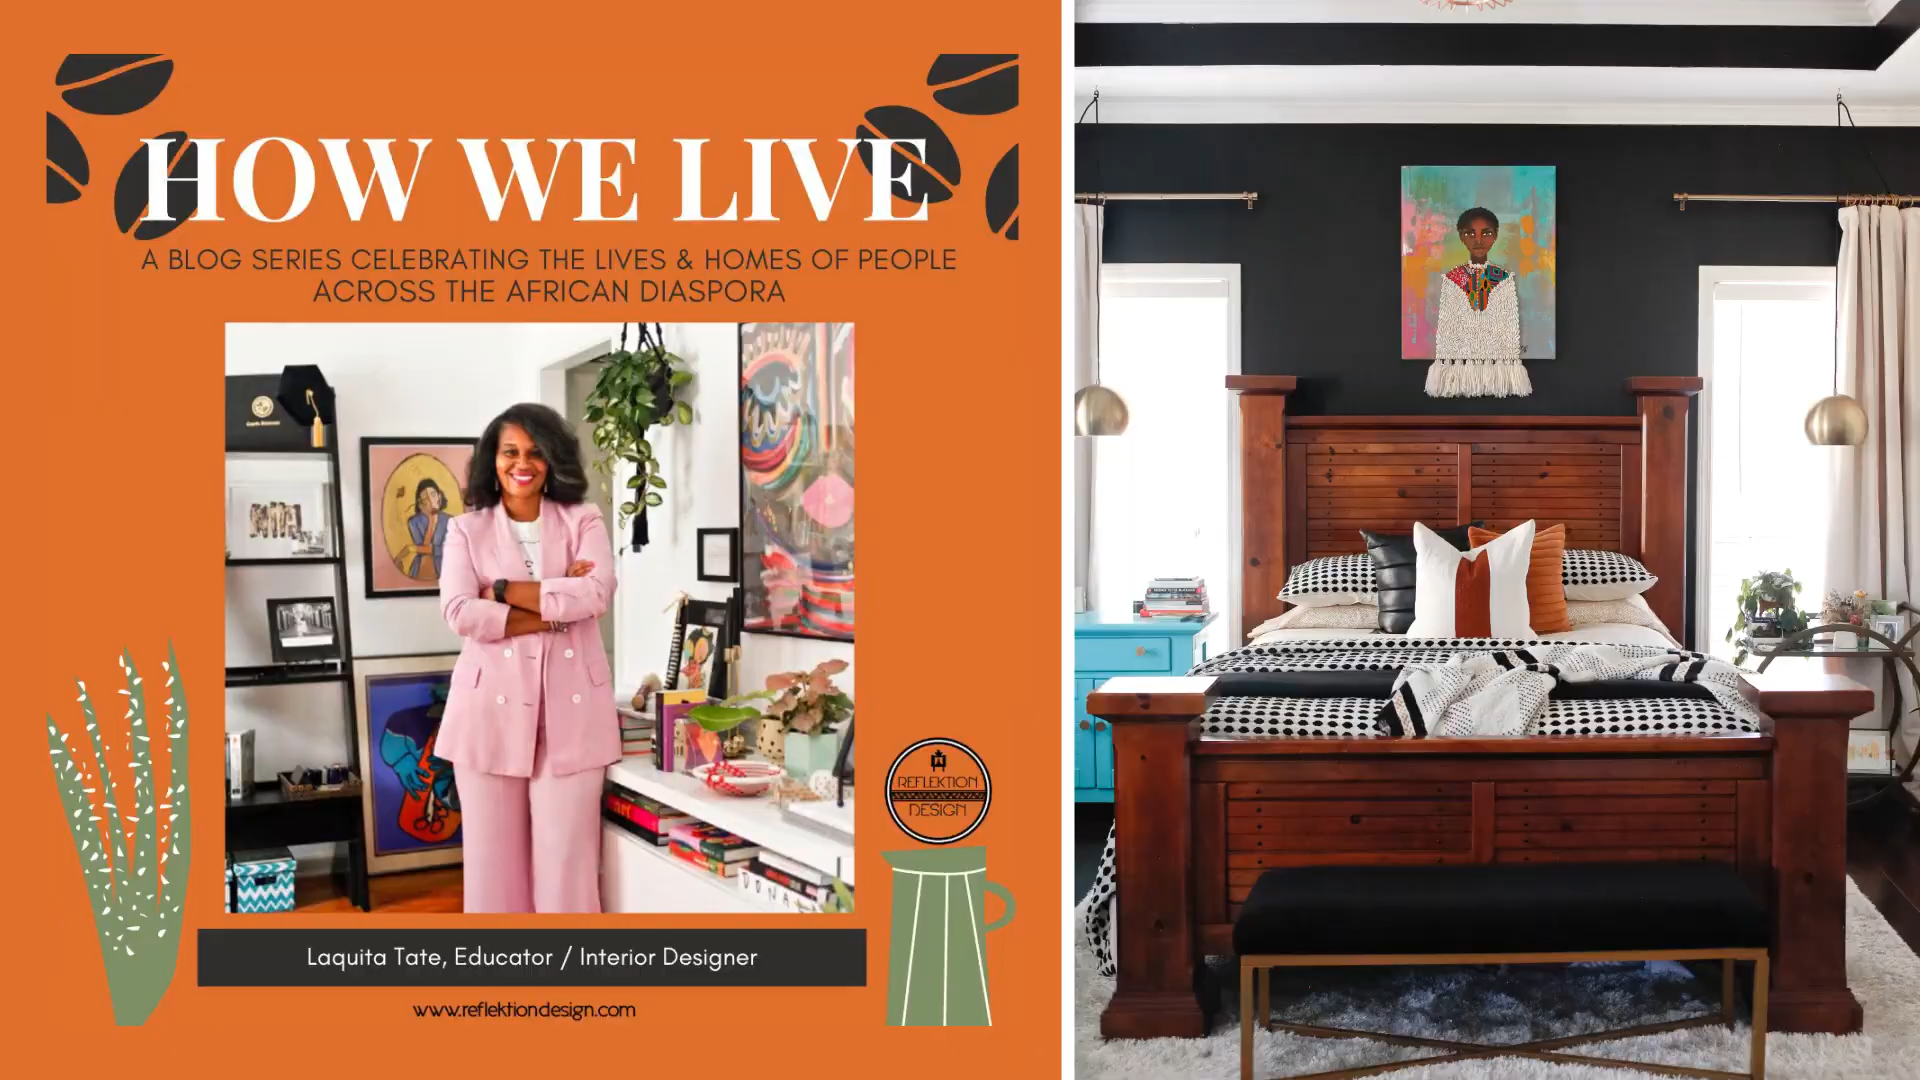 HOW WE LIVE
A BLOG SERIES CELEBRATING THE LIVES & HOMES OF PEOPLE
ACROSS THE AFRICAN DIASPORA
REFLEKTION
DESIGN
Laquita Tate, Educator / Interior Designer
www.reflektiondesign.com